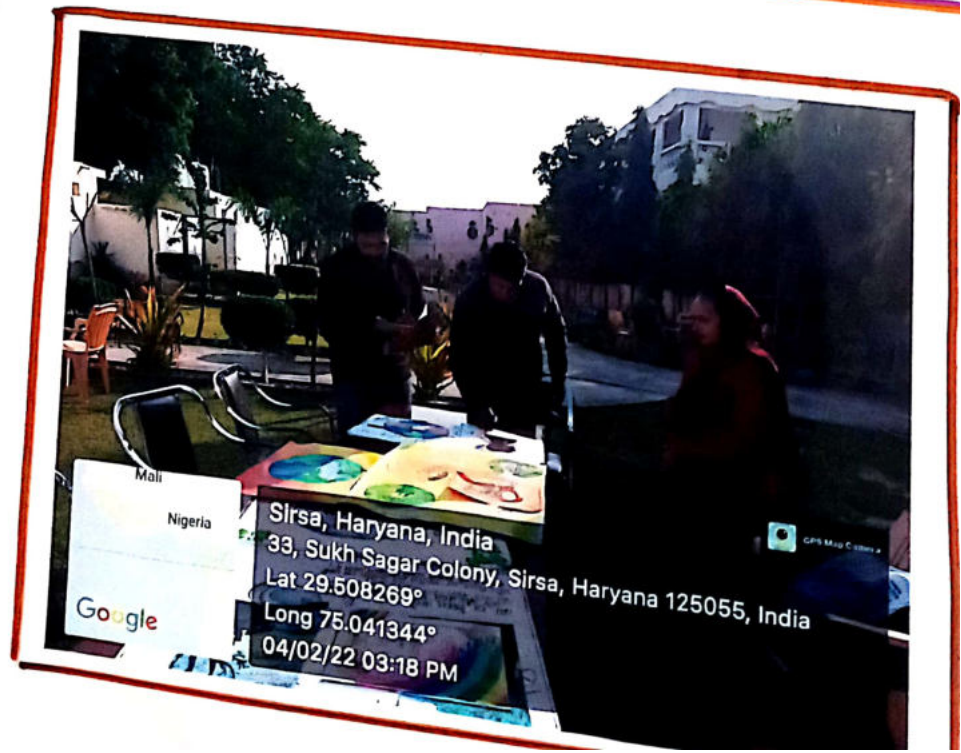 Mali
Nigeria
Google
Sirsa, Haryana, India
33, Sukh Sagar Colony, Sirsa, Haryana 125055, India
Lat 29.508269°
Long 75.041344°
04/02/22 03:18 PM
GPS Map Camera